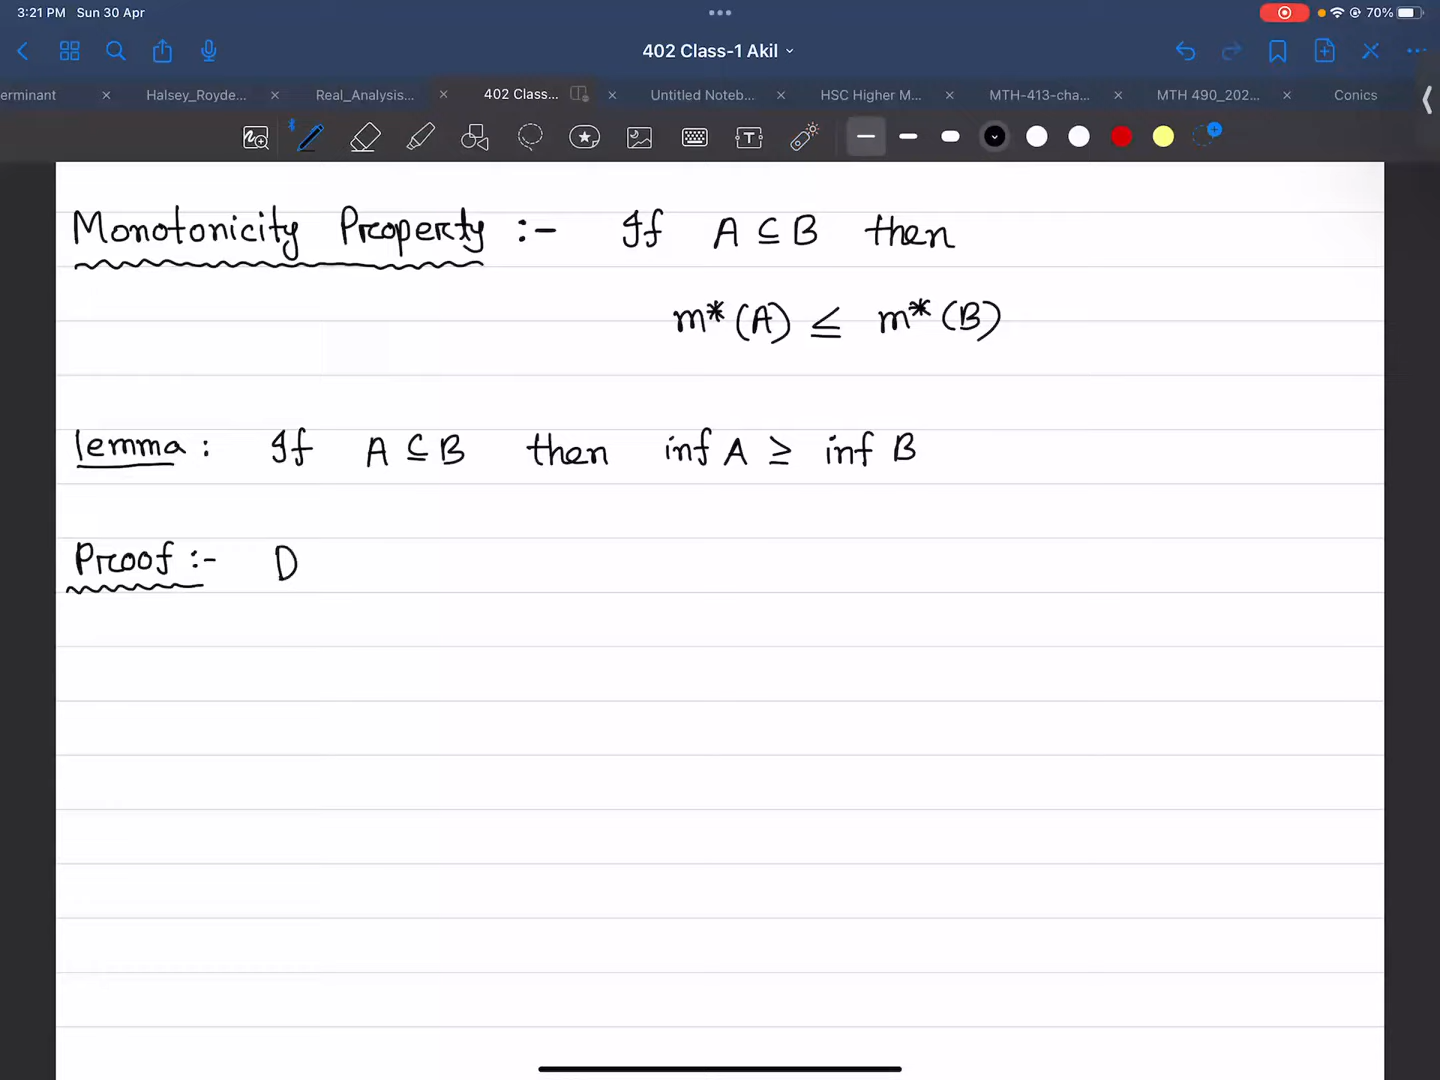 3:21 PM Sun 30 Apr
70%
402 Class-1 Akil
erminant
Halsey_Royde...
Real_Analysis...
402 Class...
Untitled Noteb...
HSC Higher M...
MTH-413-cha...
MTH 490_202...
Conics
Monotonicity Property :- If A ⊆ B then
m*(A) ≤ m*(B)
lemma : If A ⊆ B then inf A ≥ inf B
Proof :- D